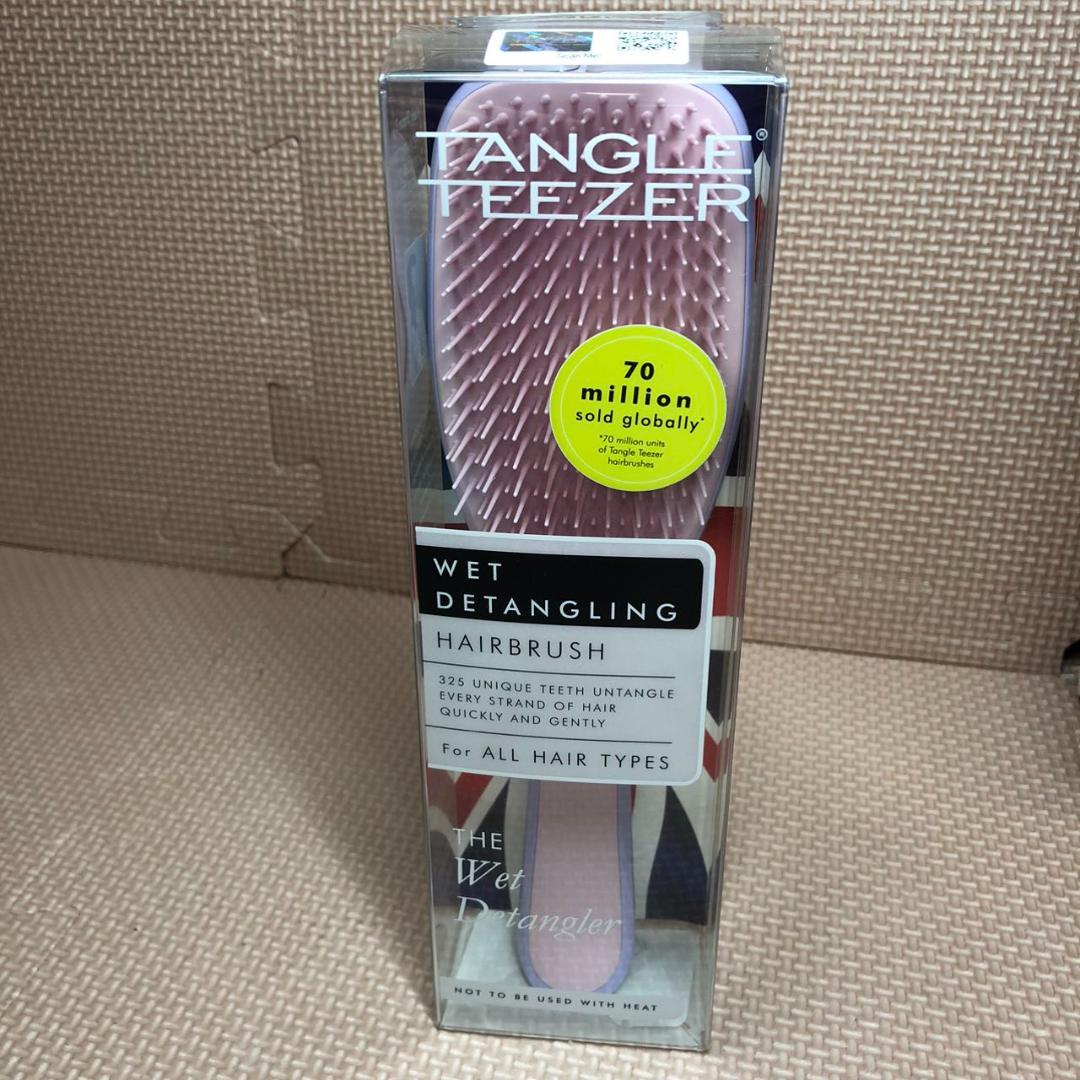 Scan Me!
TANGLE®
TEEZER
70
million
sold globally*
*70 million units
of Tangle Teezer
hairbrushes
WET
DETANGLING
HAIRBRUSH
325 UNIQUE TEETH UNTANGLE
EVERY STRAND OF HAIR
QUICKLY AND GENTLY
For ALL HAIR TYPES
THE
Wet
Detangler
NOT TO BE USED WITH HEAT